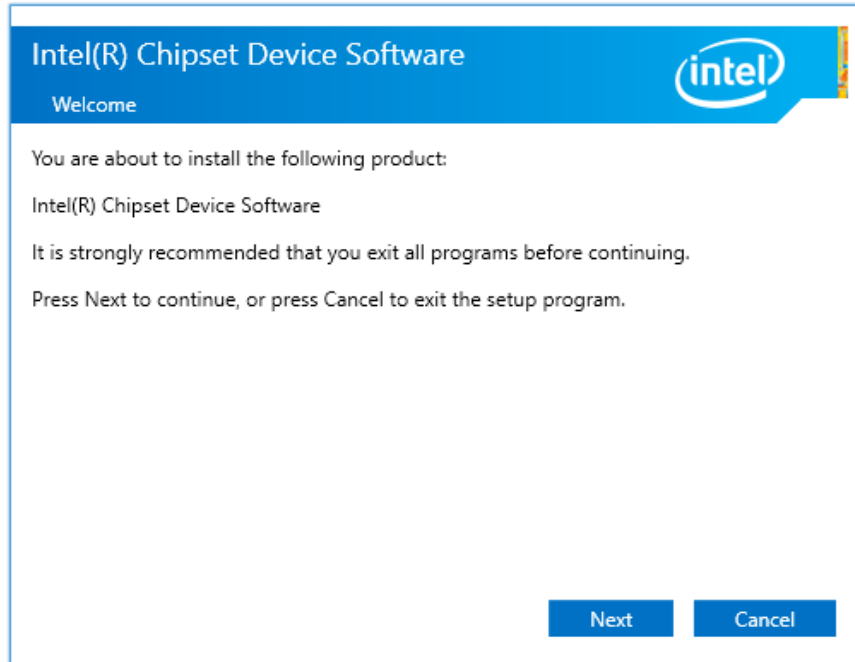 Intel(R) Chipset Device Software
intel
Welcome
You are about to install the following product:
Intel(R) Chipset Device Software
It is strongly recommended that you exit all programs before continuing.
Press Next to continue, or press Cancel to exit the setup program.
Next
Cancel